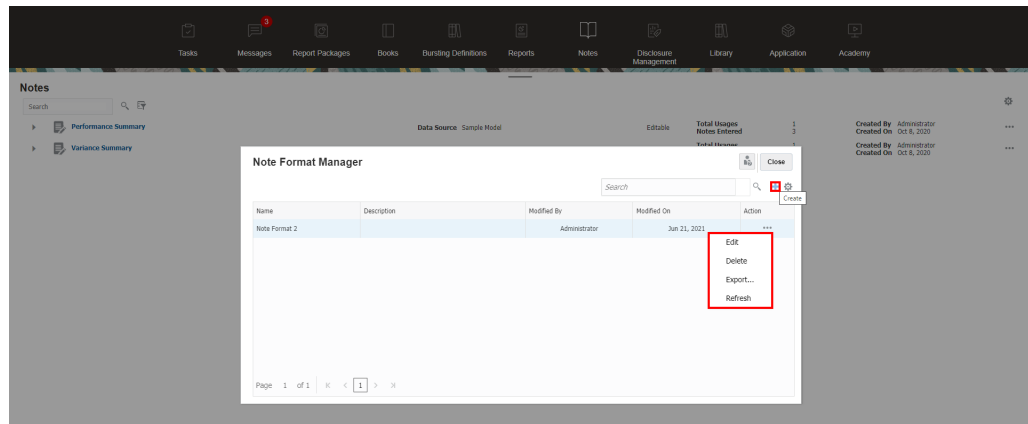 3
Tasks Messages Report Packages Books Bursting Definitions Reports Notes Disclosure Management Library Application Academy
Notes
Search
Performance Summary Data Source Sample Model Editable Total Usages 1 Created By Administrator
Notes Entered 3 Created On Oct 8, 2020
Variance Summary Total Usages 1 Created By Administrator
Created On Oct 8, 2020
Note Format Manager Close
Search
Create
Name Description Modified By Modified On Action
Note Format 2 Administrator Jun 21, 2021
Edit
Delete
Export...
Refresh
Page 1 of 1 1